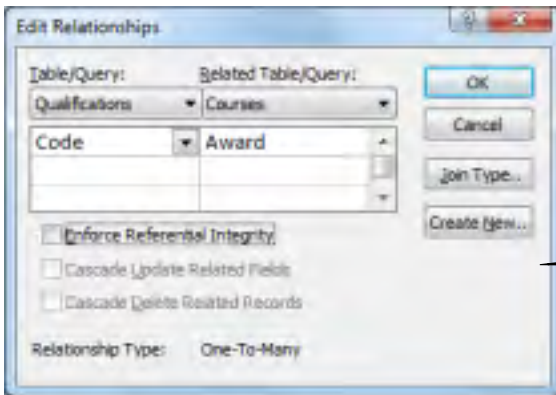 Edit Relationships
Table/Query: Related Table/Query:
Qualifications Courses
OK
Code Award
Cancel
Join Type..
Create New..
Enforce Referential Integrity
Cascade Update Related Fields
Cascade Delete Related Records
Relationship Type: One-To-Many